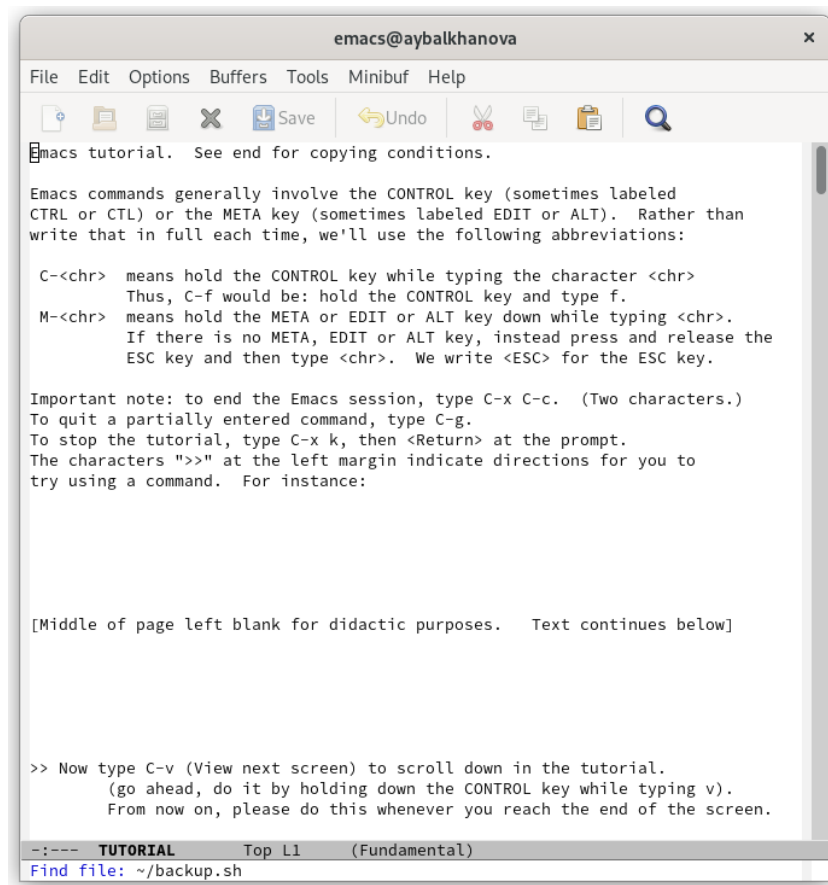 emacs@aybalkhanova ×
File Edit Options Buffers Tools Minibuf Help
Save Undo
Emacs tutorial.  See end for copying conditions.
Emacs commands generally involve the CONTROL key (sometimes labeled
CTRL or CTL) or the META key (sometimes labeled EDIT or ALT).  Rather than
write that in full each time, we'll use the following abbreviations:
C-<chr>  means hold the CONTROL key while typing the character <chr>
Thus, C-f would be: hold the CONTROL key and type f.
M-<chr>  means hold the META or EDIT or ALT key down while typing <chr>.
If there is no META, EDIT or ALT key, instead press and release the
ESC key and then type <chr>.  We write <ESC> for the ESC key.
Important note: to end the Emacs session, type C-x C-c.  (Two characters.)
To quit a partially entered command, type C-g.
To stop the tutorial, type C-x k, then <Return> at the prompt.
The characters ">>" at the left margin indicate directions for you to
try using a command.  For instance:
[Middle of page left blank for didactic purposes.   Text continues below]
>> Now type C-v (View next screen) to scroll down in the tutorial.
(go ahead, do it by holding down the CONTROL key while typing v).
From now on, please do this whenever you reach the end of the screen.
-:---  TUTORIAL       Top L1     (Fundamental)
Find file: ~/backup.sh